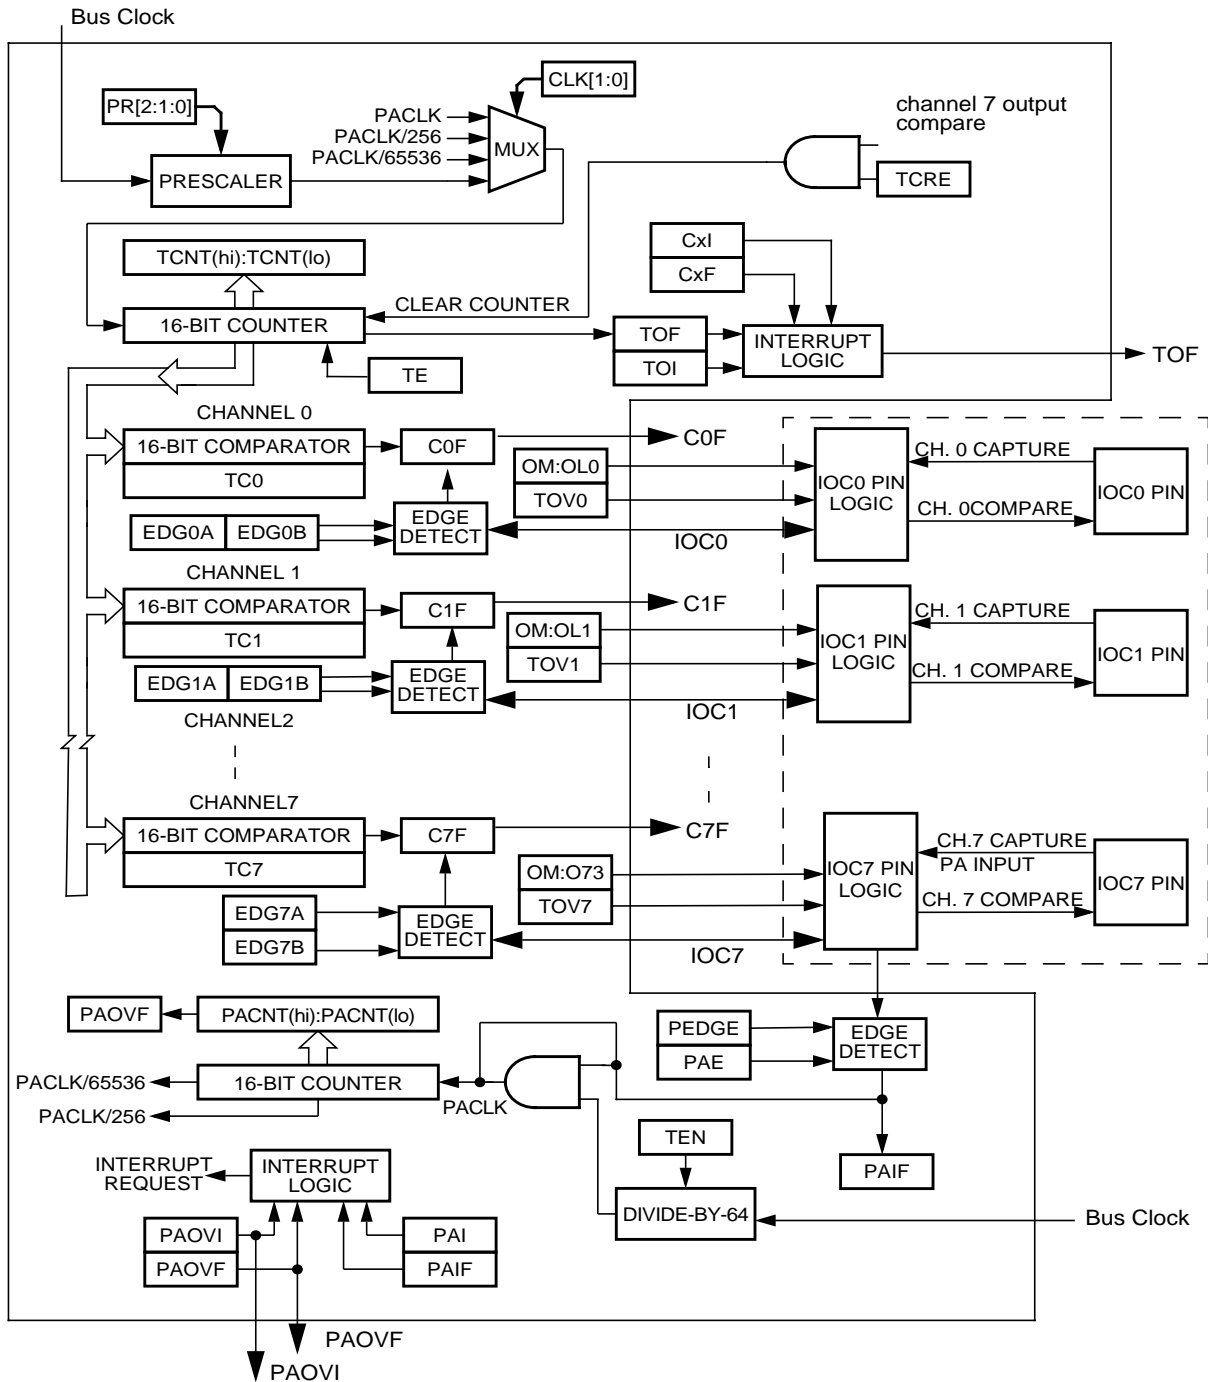 Bus Clock
PR[2:1:0]
CLK[1:0]
PACLK
PACLK/256
PACLK/65536
MUX
PRESCALER
channel 7 output
compare
TCRE
TCNT(hi):TCNT(lo)
CxI
CxF
CLEAR COUNTER
16-BIT COUNTER
TE
TOF
TOI
INTERRUPT
LOGIC
TOF
CHANNEL 0
16-BIT COMPARATOR
TC0
C0F
C0F
EDG0A
EDG0B
EDGE
DETECT
OM:OL0
TOV0
IOC0
IOC0 PIN
LOGIC
CH. 0 CAPTURE
CH. 0COMPARE
IOC0 PIN
CHANNEL 1
16-BIT COMPARATOR
TC1
C1F
C1F
EDG1A
EDG1B
EDGE
DETECT
OM:OL1
TOV1
IOC1
IOC1 PIN
LOGIC
CH. 1 CAPTURE
CH. 1 COMPARE
IOC1 PIN
CHANNEL2
CHANNEL7
16-BIT COMPARATOR
TC7
C7F
C7F
EDG7A
EDG7B
EDGE
DETECT
OM:O73
TOV7
IOC7
IOC7 PIN
LOGIC
CH.7 CAPTURE
PA INPUT
CH. 7 COMPARE
IOC7 PIN
PAOVF
PACNT(hi):PACNT(lo)
PACLK/65536
16-BIT COUNTER
PACLK/256
PACLK
PEDGE
PAE
EDGE
DETECT
TEN
PAIF
DIVIDE-BY-64
Bus Clock
INTERRUPT
REQUEST
INTERRUPT
LOGIC
PAOVI
PAOVF
PAI
PAIF
PAOVF
PAOVI